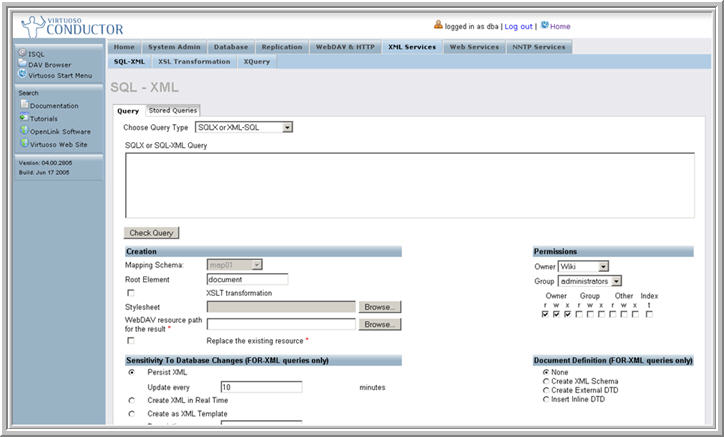 VIRTUOSO
CONDUCTOR
logged in as dba | Log out | Home
ISQL
DAV Browser
Virtuoso Start Menu
Search
Documentation
Tutorials
OpenLink Software
Virtuoso Web Site
Version: 04.00.2805
Build: Jun 17 2005
Home System Admin Database Replication WebDAV & HTTP XML Services Web Services NNTP Services
SQL-XML XSL Transformation XQuery
SQL - XML
Query Stored Queries
Choose Query Type SQLX or XML-SQL
SQLX or SQL-XML Query
Check Query
Creation
Mapping Schema: map01
Root Element document
XSLT transformation
Stylesheet Browse...
WebDAV resource path
for the result * Browse...
Replace the existing resource *
Permissions
Owner Wiki
Group administrators
Owner Group Other Index
r w x r w x r w x t
Sensitivity To Database Changes (FOR-XML queries only)
Persist XML
Update every 10 minutes
Create XML in Real Time
Create as XML Template
Document Definition (FOR-XML queries only)
None
Create XML Schema
Create External DTD
Insert Inline DTD